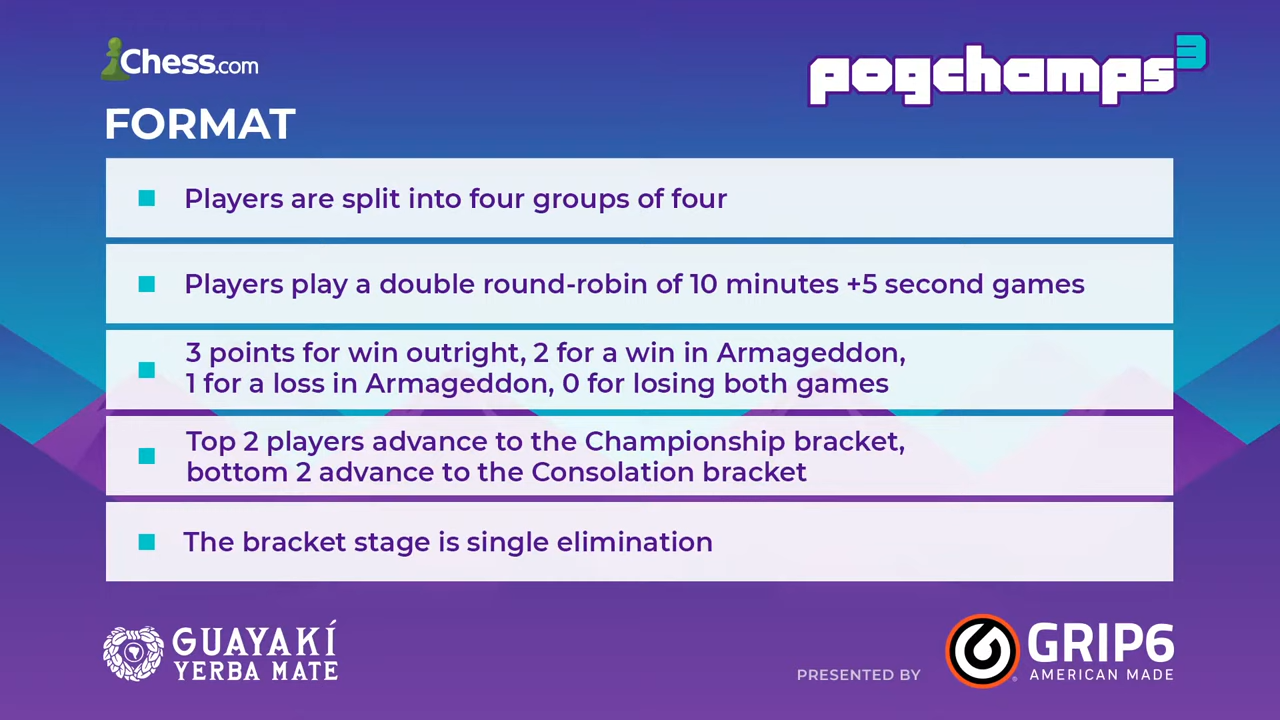 Chess.com
pogchamps 3
FORMAT
Players are split into four groups of four
Players play a double round-robin of 10 minutes +5 second games
3 points for win outright, 2 for a win in Armageddon,
1 for a loss in Armageddon, 0 for losing both games
Top 2 players advance to the Championship bracket,
bottom 2 advance to the Consolation bracket
The bracket stage is single elimination
GUAYAKÍ
YERBA MATE
PRESENTED BY
GRIP6
AMERICAN MADE